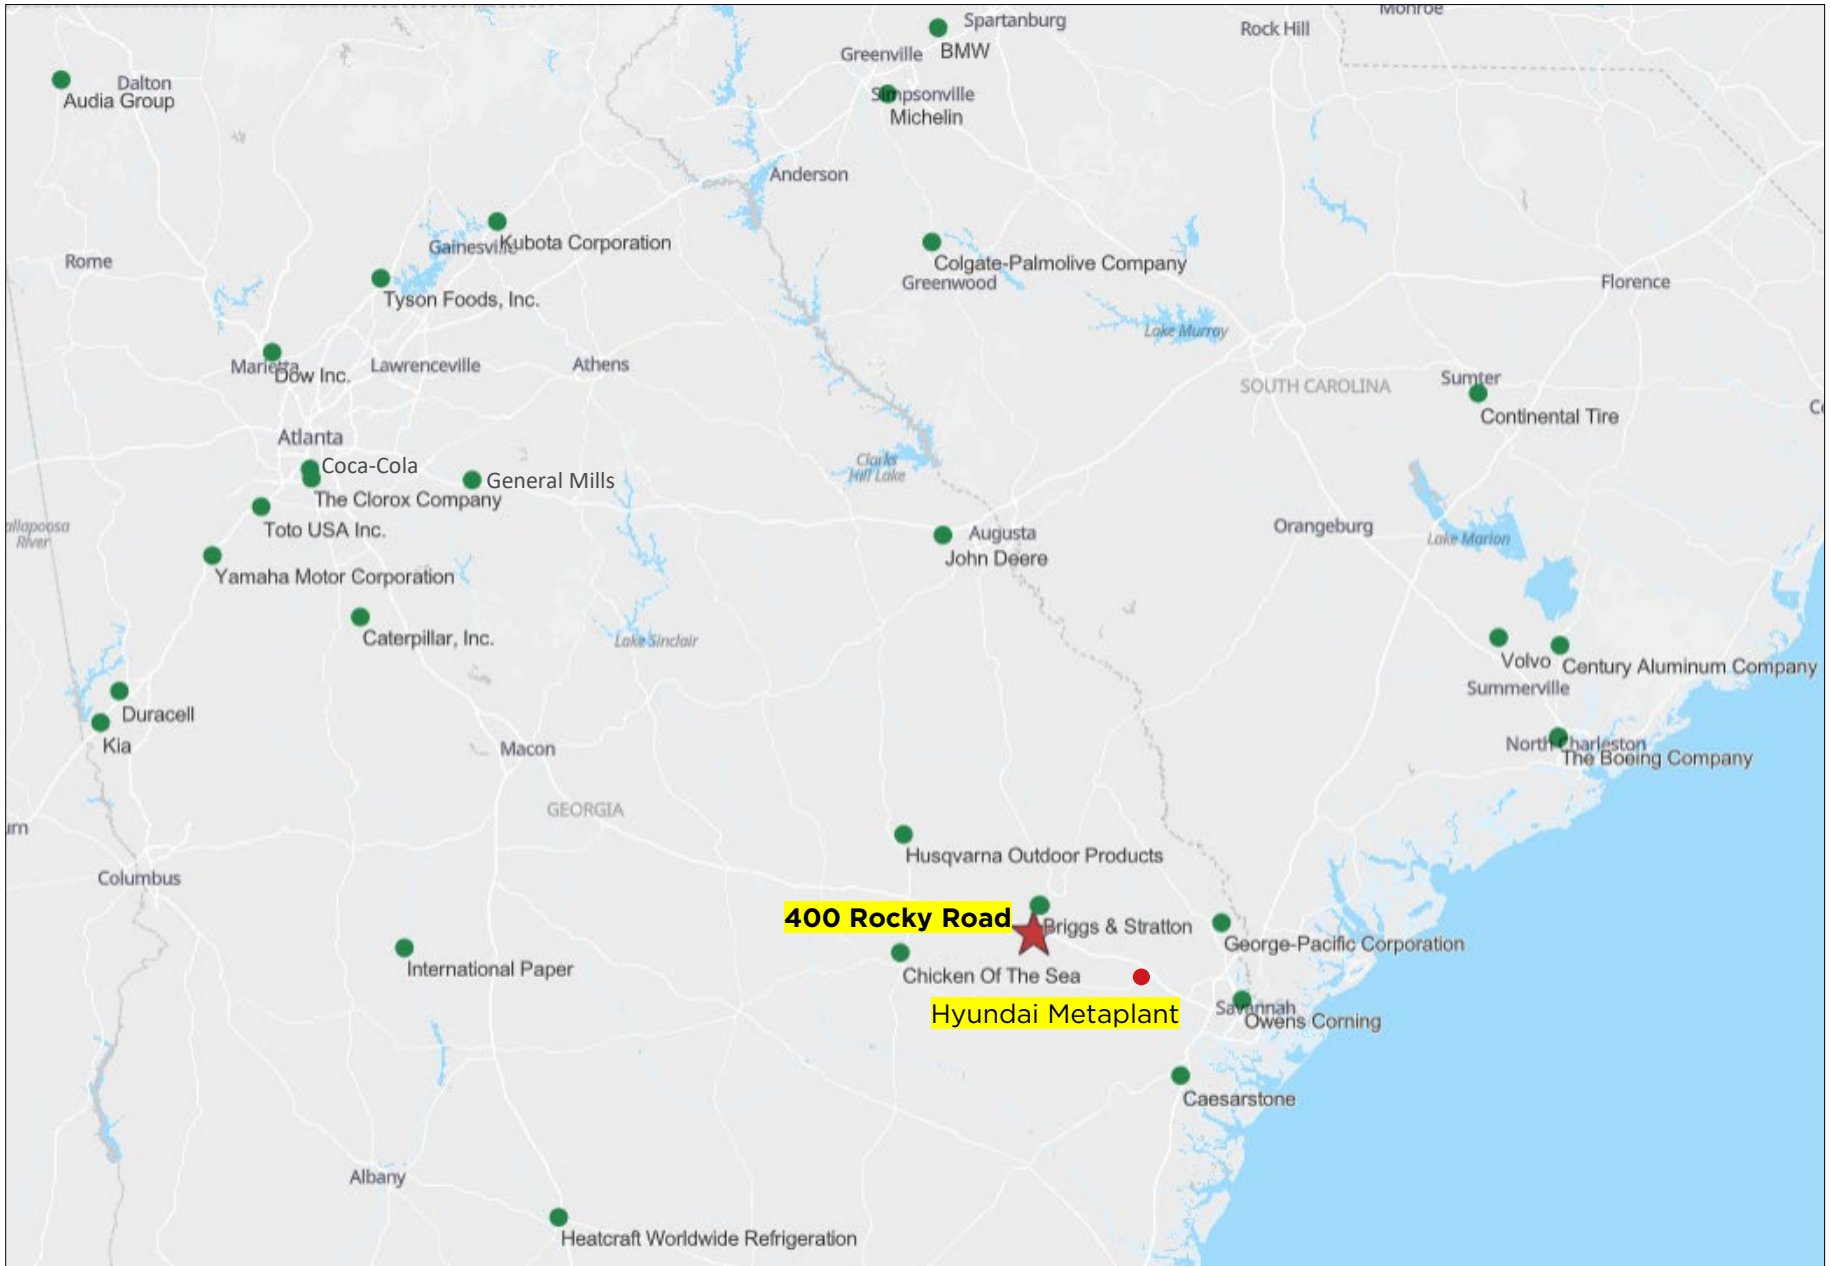 Monroe
Spartanburg
Rock Hill
BMW
Greenville
Dalton
Audia Group
Simpsonville
Michelin
Anderson
Kubota Corporation
Gainesville
Colgate-Palmolive Company
Rome
Greenwood
Florence
Tyson Foods, Inc.
Lake Murray
Marietta
Dow Inc.
Lawrenceville
Athens
SOUTH CAROLINA
Sumter
Continental Tire
Atlanta
Coca-Cola
Clarks
Hill Lake
General Mills
The Clorox Company
Toto USA Inc.
allapoosa
River
Augusta
Orangeburg
Lake Marion
John Deere
Yamaha Motor Corporation
Caterpillar, Inc.
Lake Sinclair
Volvo
Century Aluminum Company
Summerville
Duracell
Kia
Macon
North Charleston
The Boeing Company
GEORGIA
Husqvarna Outdoor Products
Columbus
400 Rocky Road
Briggs & Stratton
George-Pacific Corporation
International Paper
Chicken Of The Sea
Hyundai Metaplant
Savannah
Owens Corning
Caesarstone
Albany
Heatcraft Worldwide Refrigeration